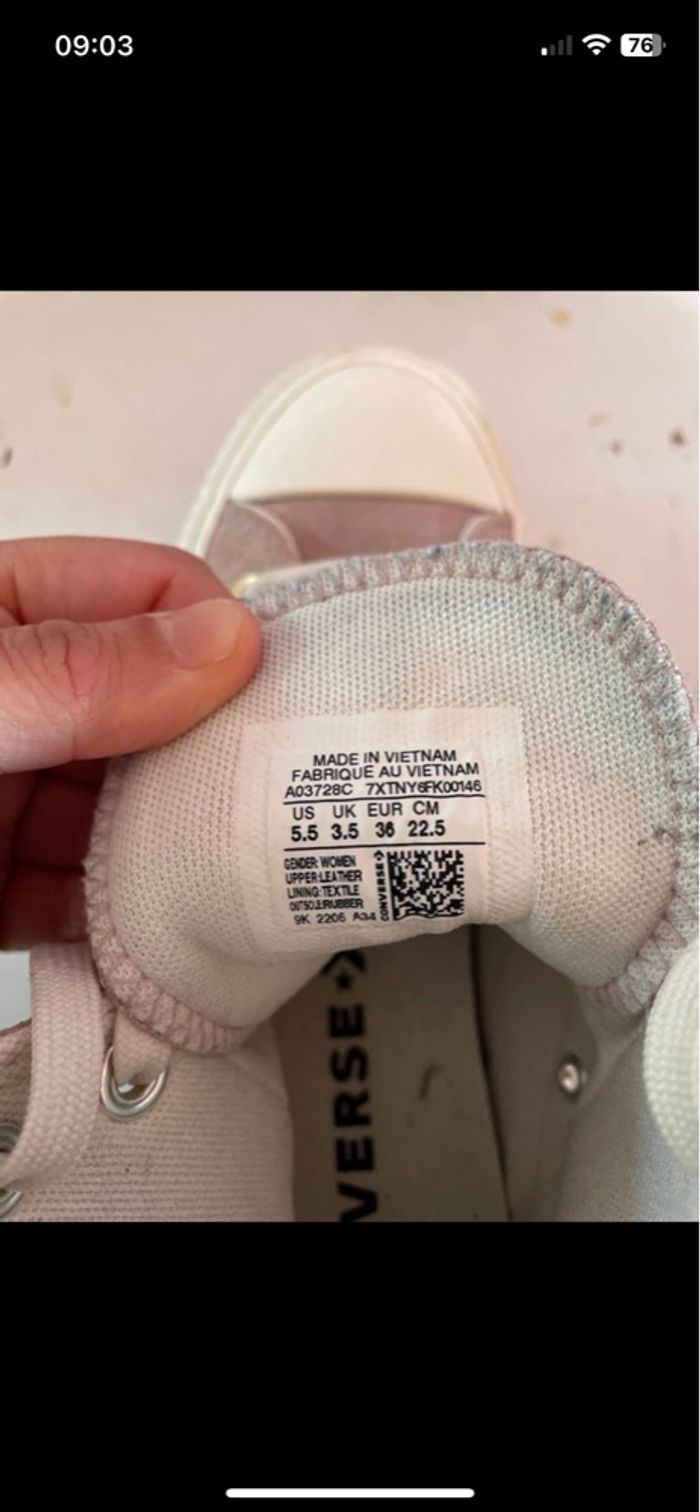 09:03
76
MADE IN VIETNAM
FABRIQUE AU VIETNAM
A03728C 7XTNY6FK00146
US UK EUR CM
5.5 3.5 36 22.5
GENDER: WOMEN
UPPER:LEATHER
LINING:TEXTILE
OUTSOLE:RUBBER
9K 2206 A34
CONVERSE
VERSE